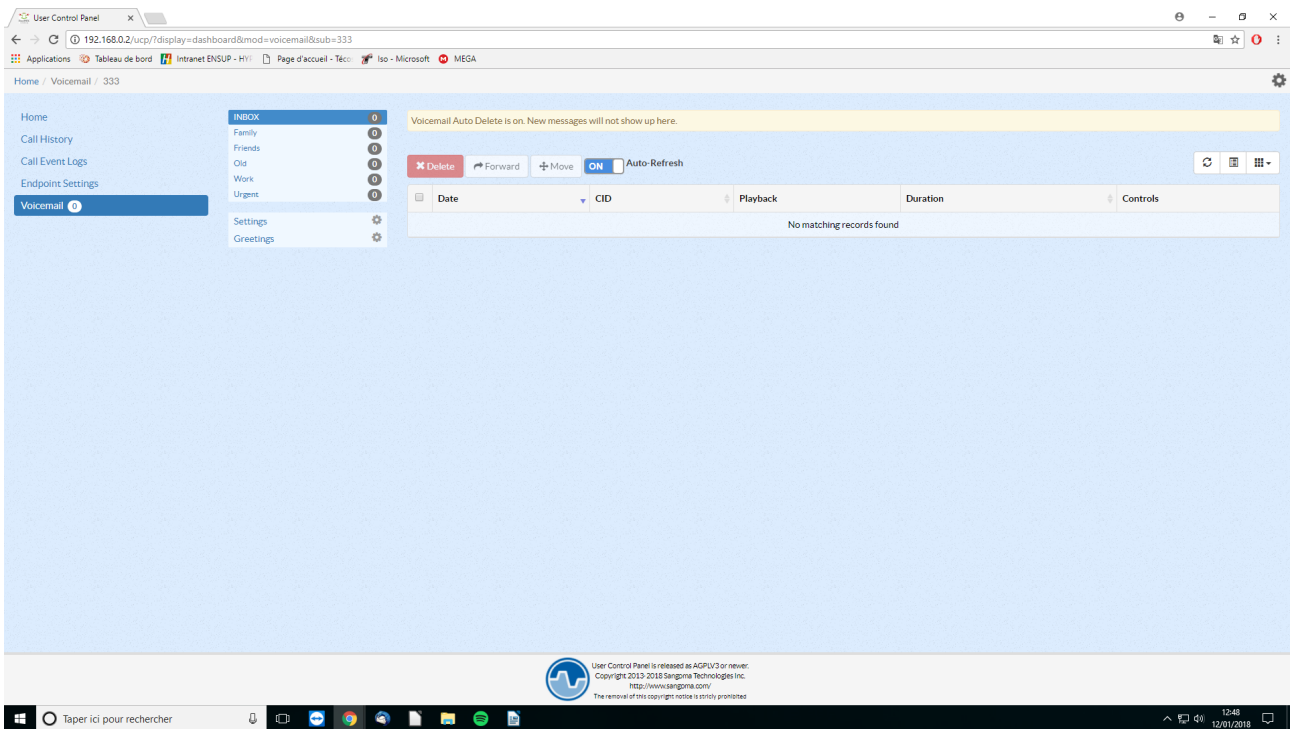 User Control Panel
192.168.0.2/ucp/?display=dashboard&mod=voicemail&sub=333
Applications Tableau de bord Intranet ENSUP - HYP Page d'accueil - Téco Iso - Microsoft MEGA
Home / Voicemail / 333
Home
Call History
Call Event Logs
Endpoint Settings
Voicemail 0
INBOX 0
Family 0
Friends 0
Old 0
Work 0
Urgent 0
Settings
Greetings
Voicemail Auto Delete is on. New messages will not show up here.
Delete Forward Move ON Auto-Refresh
Date CID Playback Duration Controls
No matching records found
User Control Panel is released as AGPLV3 or newer.
Copyright 2013-2018 Sangoma Technologies Inc.
http://www.sangoma.com/
The removal of this copyright notice is strictly prohibited
Taper ici pour rechercher
12:48
12/01/2018